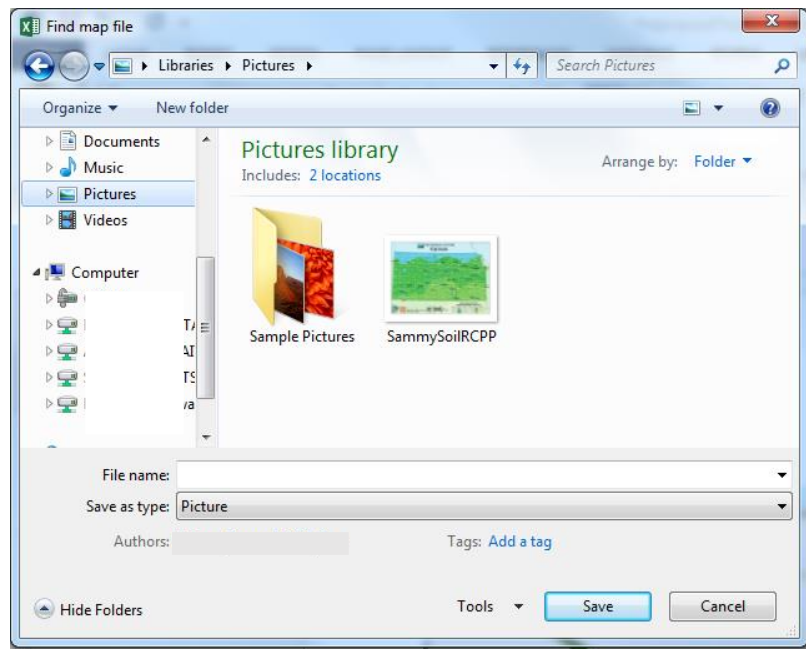 Find map file
Libraries Pictures
Search Pictures
Organize New folder
Documents
Music
Pictures
Videos
Computer
Pictures library
Includes: 2 locations
Arrange by: Folder
Sample Pictures
SammySoilRCPP
File name:
Save as type: Picture
Authors:
Tags: Add a tag
Hide Folders
Tools
Save
Cancel